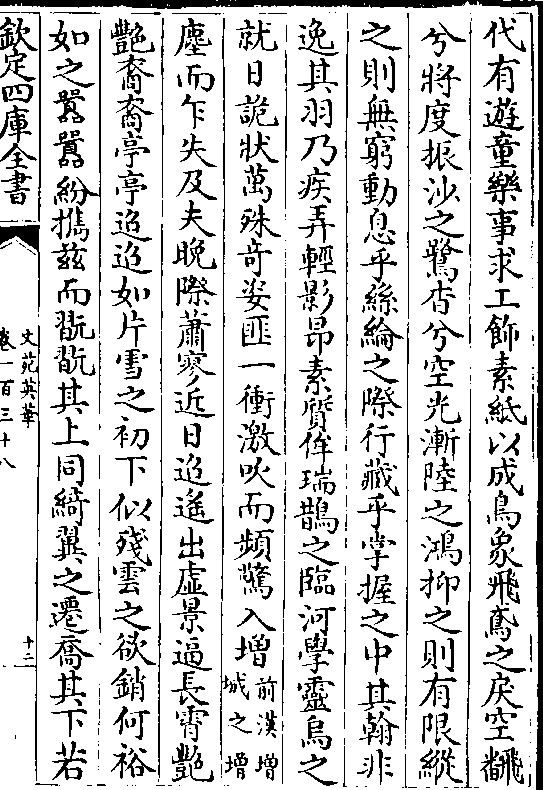 代有遊童樂事求工飾素紙以成鳥象飛鳶之戾空翻
兮將度振沙之鷺杳兮空光漸陸之鴻抑之則有限縱
之則無窮動息乎絲綸之際行藏乎掌握之中其翰非
逸其羽乃疾弄輕影昂素質侔瑞鵲之臨河學靈烏之
就日詭狀萬殊奇姿匪一衝激吹而頻驚入增前漢增城之增
塵而乍失及夫晚際蕭寥近日迢遙出虛景逼長霄艷
艷裔裔亭亭迢迢如片雪之初下似殘雲之欲銷何裕
如之囂囂紛攜茲而翫翫其上同綺翼之遷喬其下若
欽定四庫全書
文苑英華
卷一百三十八
十二